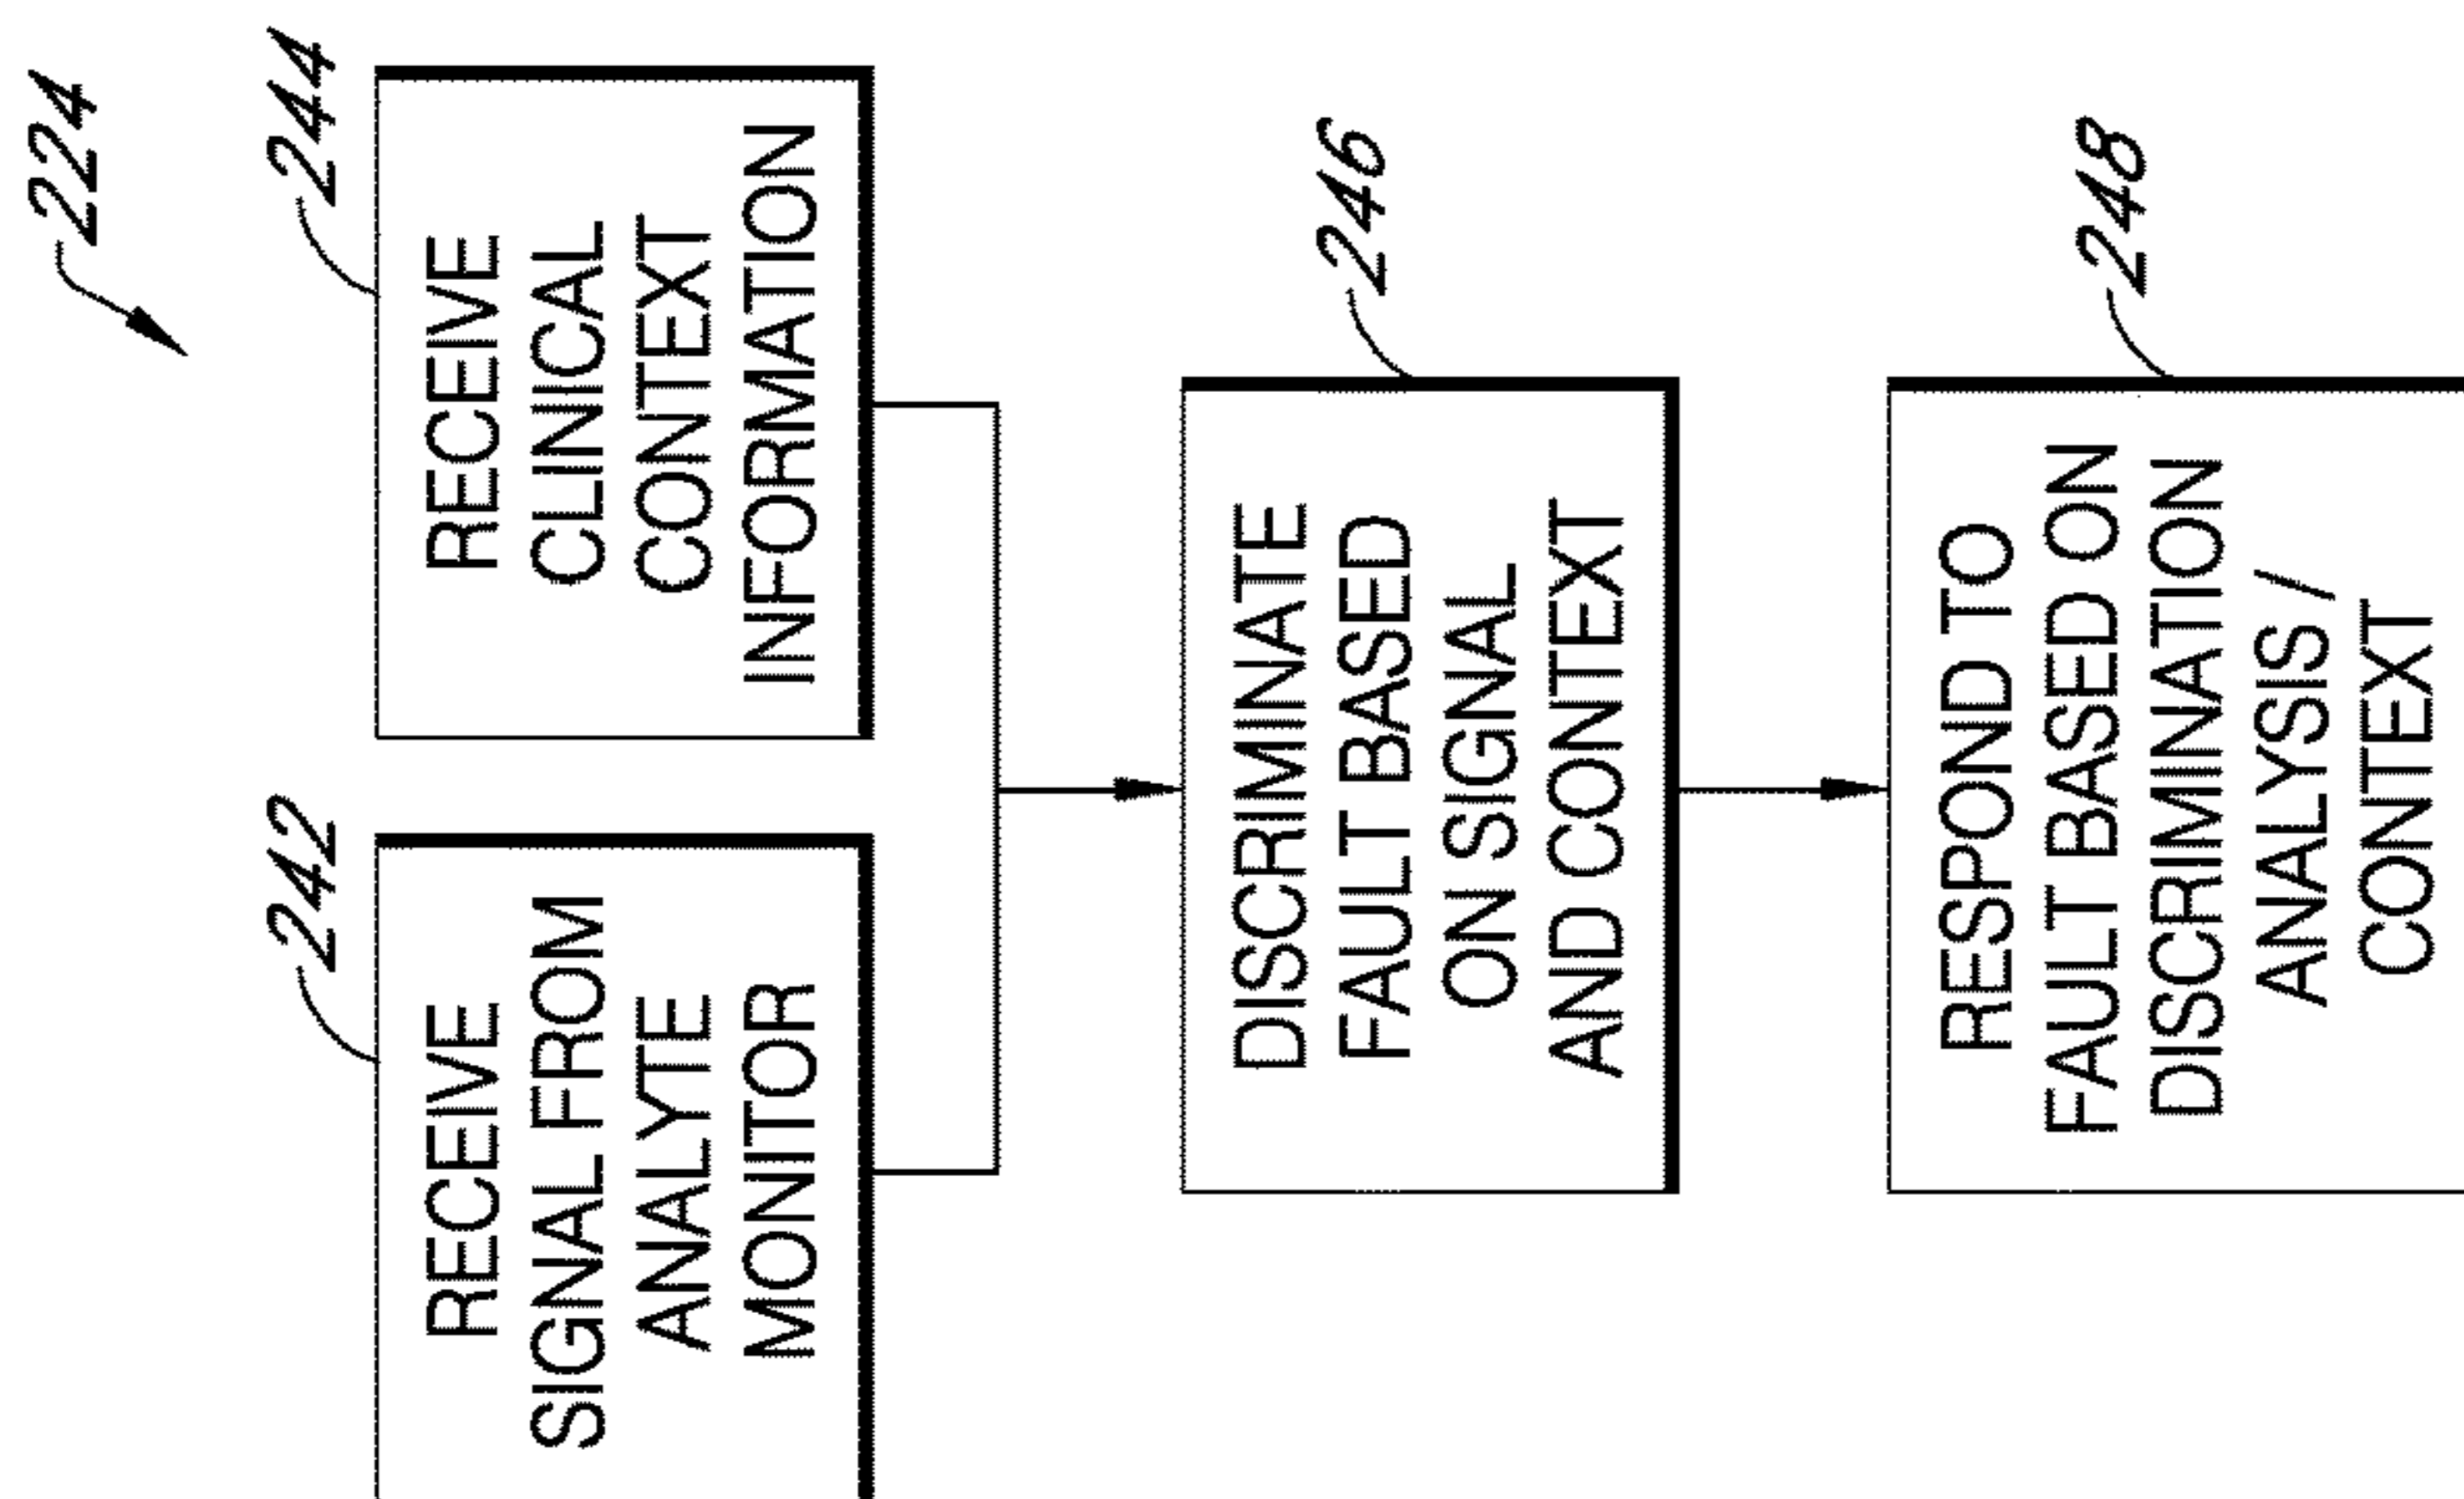 224
242
RECEIVE
SIGNAL FROM
ANALYTE
MONITOR
244
RECEIVE
CLINICAL
CONTEXT
INFORMATION
246
DISCRIMINATE
FAULT BASED
ON SIGNAL
AND CONTEXT
248
RESPOND TO
FAULT BASED ON
DISCRIMINATION
ANALYSIS /
CONTEXT